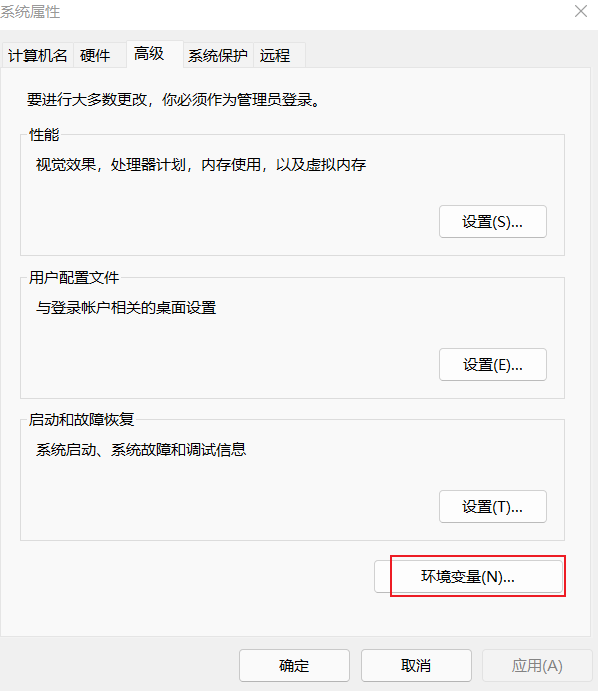 系统属性
计算机名 硬件 高级 系统保护 远程
要进行大多数更改，你必须作为管理员登录。
性能
视觉效果，处理器计划，内存使用，以及虚拟内存
设置(S)...
用户配置文件
与登录帐户相关的桌面设置
设置(E)...
启动和故障恢复
系统启动、系统故障和调试信息
设置(T)...
环境变量(N)...
确定 取消 应用(A)